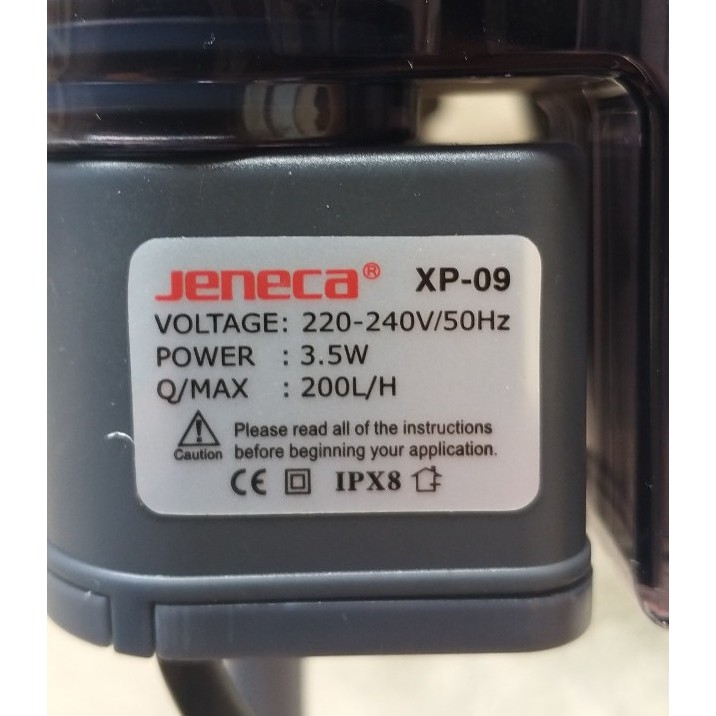 Jeneca® XP-09
VOLTAGE: 220-240V/50Hz
POWER : 3.5W
Q/MAX : 200L/H
Please read all of the instructions
Caution before beginning your application.
CE IPX8